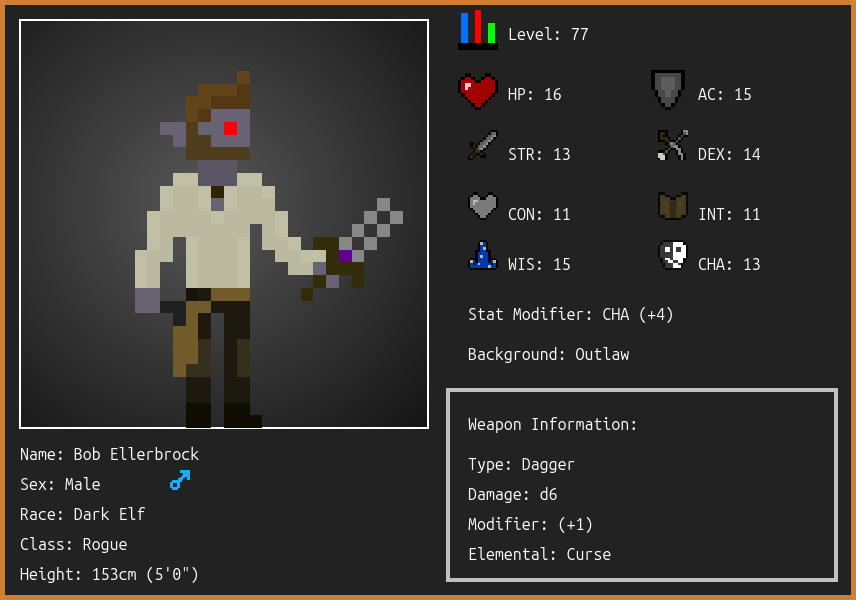 Level: 77
HP: 16
AC: 15
STR: 13
DEX: 14
CON: 11
INT: 11
WIS: 15
CHA: 13
Stat Modifier: CHA (+4)
Background: Outlaw
Name: Bob Ellerbrock
Sex: Male
Race: Dark Elf
Class: Rogue
Height: 153cm (5'0")
Weapon Information:
Type: Dagger
Damage: d6
Modifier: (+1)
Elemental: Curse